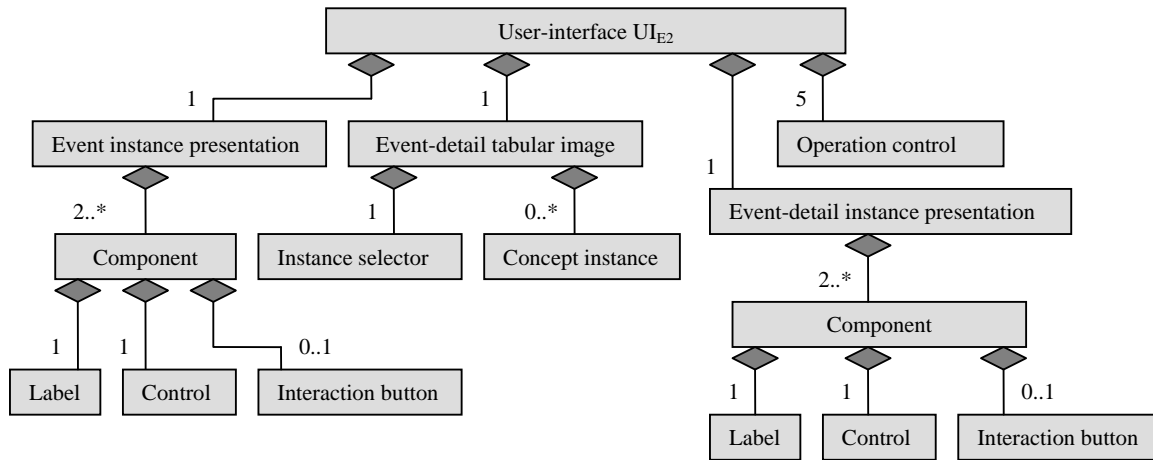 User-interface UI_E2
1
1
5
Event instance presentation
Event-detail tabular image
Operation control
1
2..*
1
0..*
Event-detail instance presentation
Component
Instance selector
Concept instance
2..*
Component
1
1
0..1
Label
Control
Interaction button
1
1
0..1
Label
Control
Interaction button